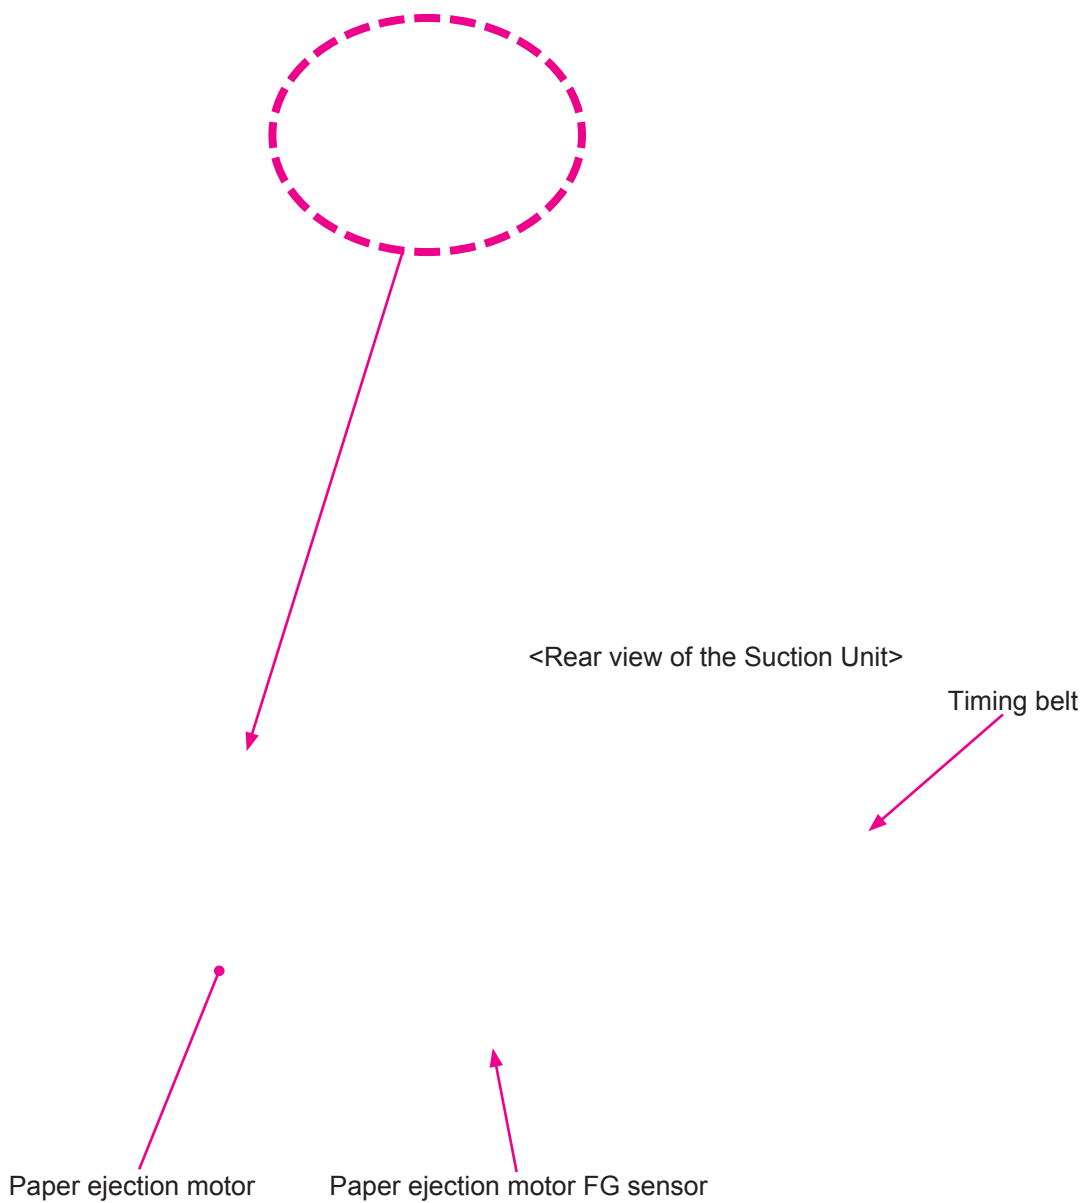 <Rear view of the Suction Unit>
Timing belt
Paper ejection motor
Paper ejection motor FG sensor